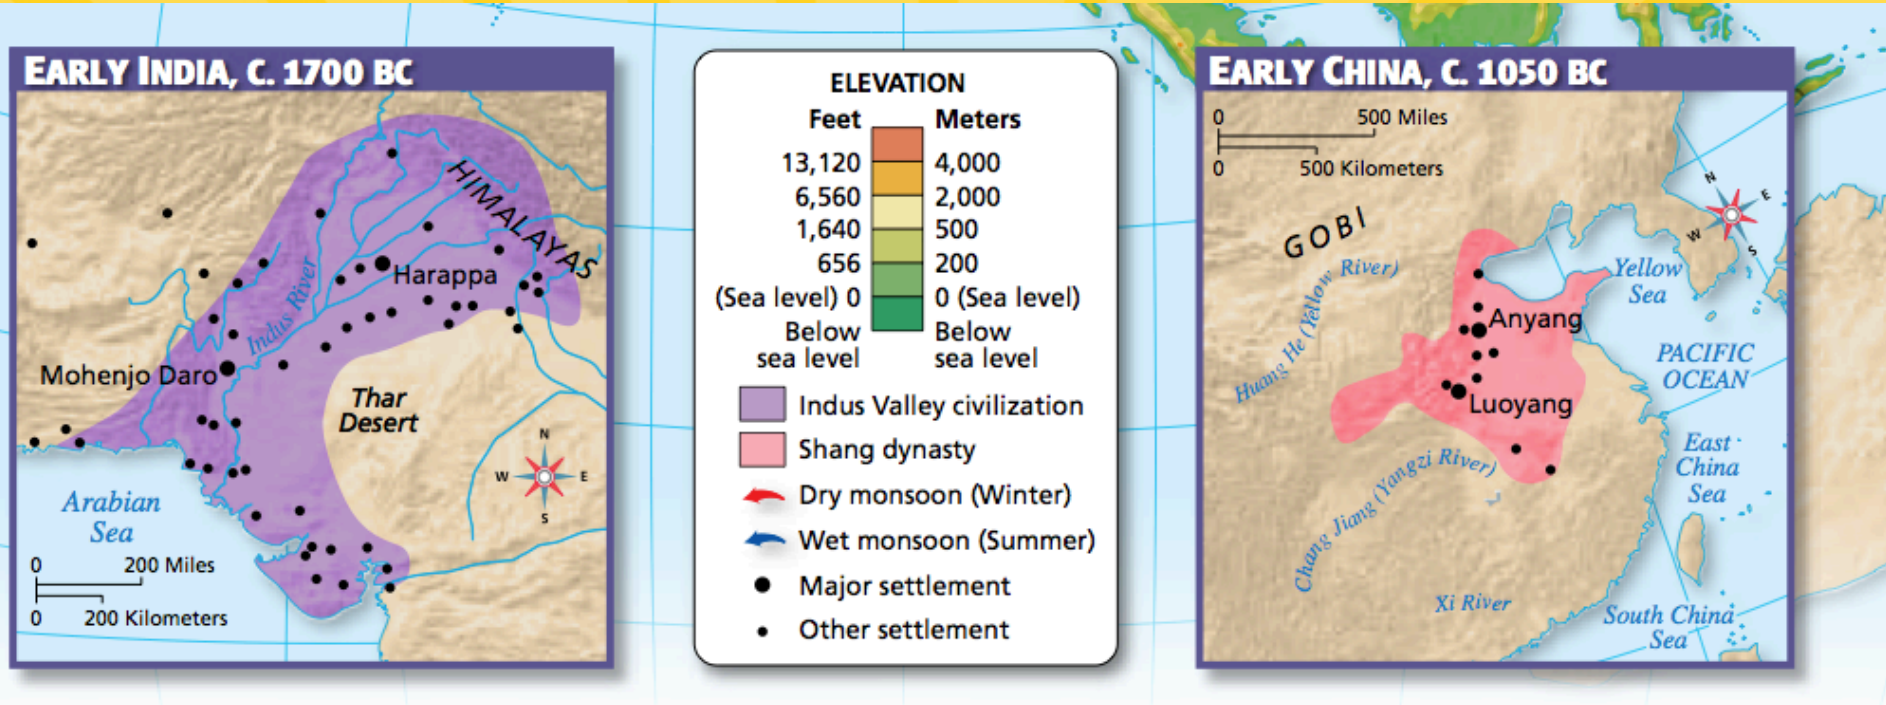 EARLY INDIA, C. 1700 BC
HIMALAYAS
Harappa
Indus River
Mohenjo Daro
Thar
Desert
N
W E
S
Arabian
Sea
0 200 Miles
0 200 Kilometers
ELEVATION
Feet Meters
13,120 4,000
6,560 2,000
1,640 500
656 200
(Sea level) 0 0 (Sea level)
Below Below
sea level sea level
Indus Valley civilization
Shang dynasty
Dry monsoon (Winter)
Wet monsoon (Summer)
Major settlement
Other settlement
EARLY CHINA, C. 1050 BC
0 500 Miles
0 500 Kilometers
N
E
W
S
GOBI
Huang He (Yellow River)
Yellow
Sea
Anyang
PACIFIC
OCEAN
Luoyang
East
China
Sea
Chang Jiang (Yangzi River)
Xi River
South China
Sea